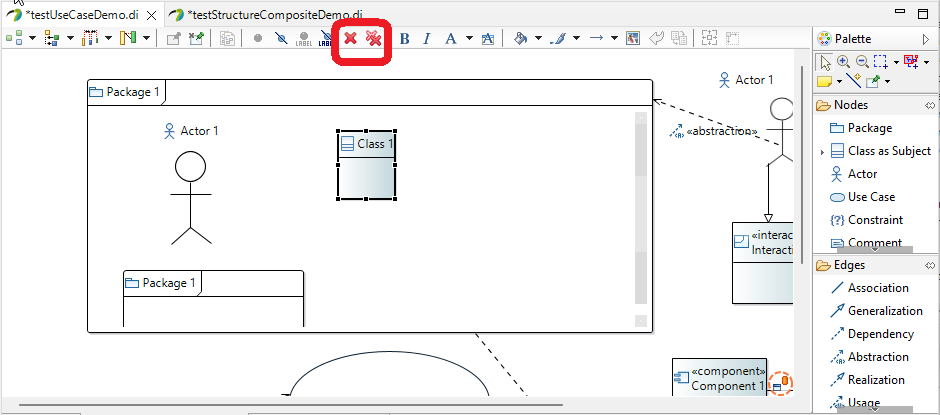 *testUseCaseDemo.di
*testStructureCompositeDemo.di
LABEL
LABEL
B I A A
Package 1
Actor 1
Class 1
Package 1
Actor 1
«abstraction»
«interac
Interacti
«component»
Component 1
Palette
Nodes
Package
Class as Subject
Actor
Use Case
{?} Constraint
Comment
Edges
Association
Generalization
Dependency
Abstraction
Realization
Usage